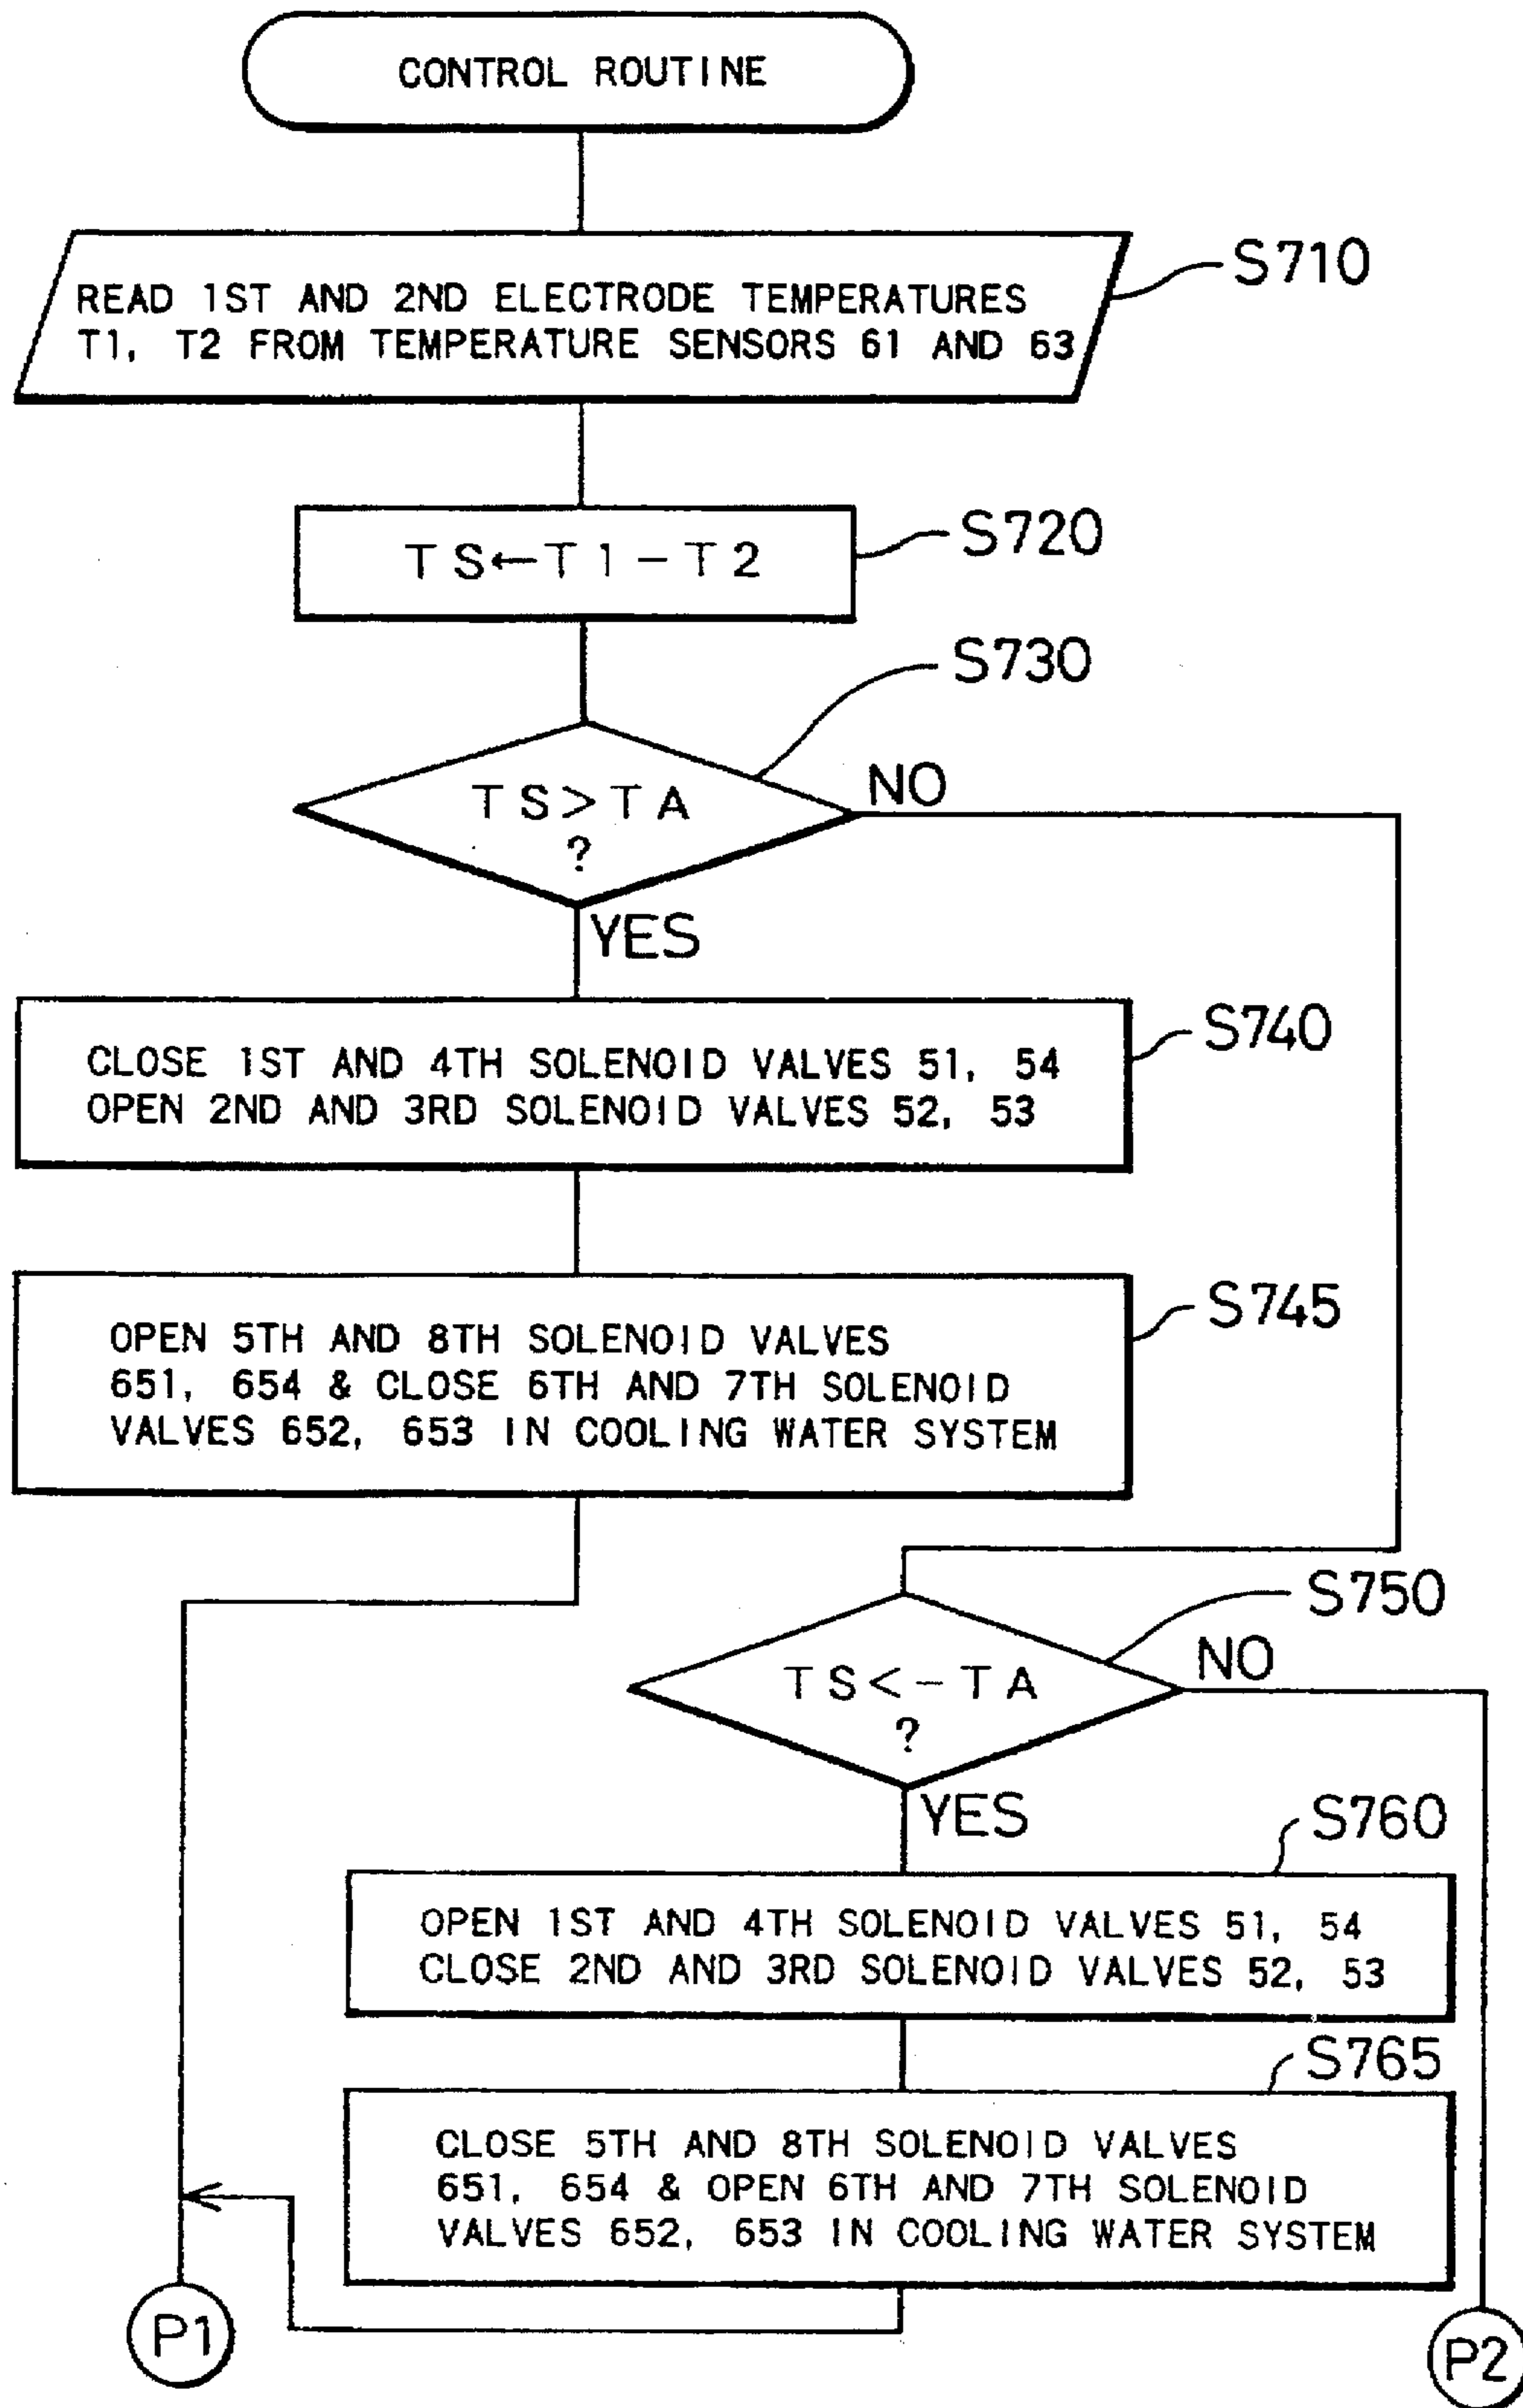 CONTROL ROUTINE
S710
READ 1ST AND 2ND ELECTRODE TEMPERATURES
T1, T2 FROM TEMPERATURE SENSORS 61 AND 63
S720
TS←T1-T2
S730
TS>TA
?
NO
YES
S740
CLOSE 1ST AND 4TH SOLENOID VALVES 51, 54
OPEN 2ND AND 3RD SOLENOID VALVES 52, 53
S745
OPEN 5TH AND 8TH SOLENOID VALVES
651, 654 & CLOSE 6TH AND 7TH SOLENOID
VALVES 652, 653 IN COOLING WATER SYSTEM
S750
TS<-TA
?
NO
YES
S760
OPEN 1ST AND 4TH SOLENOID VALVES 51, 54
CLOSE 2ND AND 3RD SOLENOID VALVES 52, 53
S765
CLOSE 5TH AND 8TH SOLENOID VALVES
651, 654 & OPEN 6TH AND 7TH SOLENOID
VALVES 652, 653 IN COOLING WATER SYSTEM
P1
P2